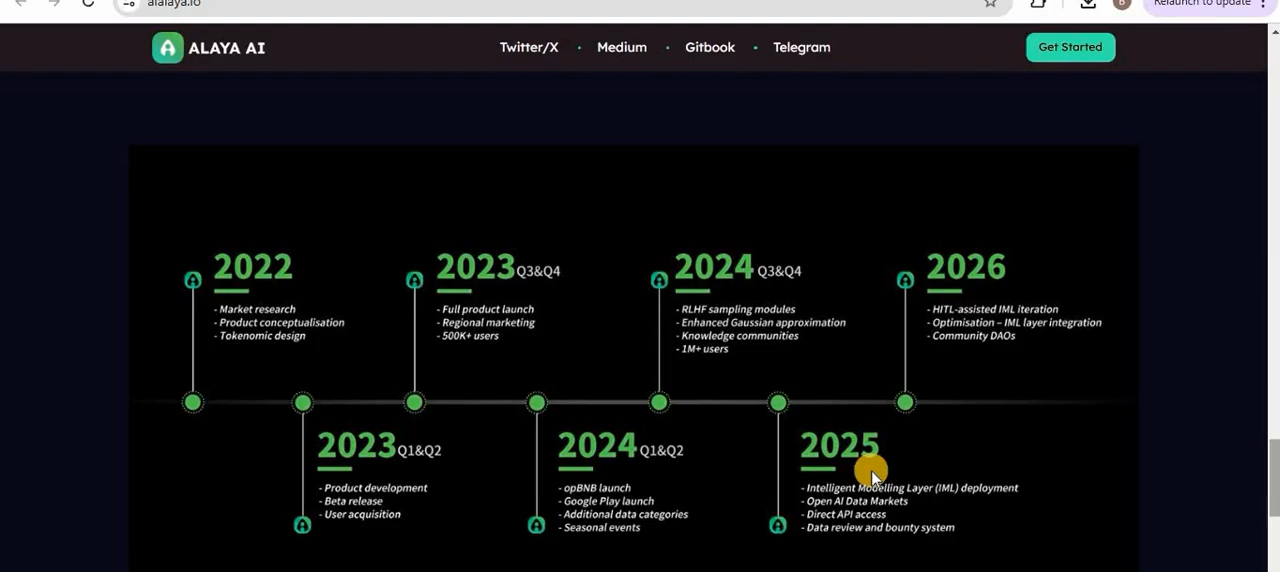 alalaya.io
Relaunch to update
ALAYA AI
Twitter/X • Medium • Gitbook • Telegram
Get Started
2022
- Market research
- Product conceptualisation
- Tokenomic design
2023 Q3&Q4
- Full product launch
- Regional marketing
- 500K+ users
2024 Q3&Q4
- RLHF sampling modules
- Enhanced Gaussian approximation
- Knowledge communities
- 1M+ users
2026
- HITL-assisted IML iteration
- Optimisation – IML layer integration
- Community DAOs
2023 Q1&Q2
- Product development
- Beta release
- User acquisition
2024 Q1&Q2
- opBNB launch
- Google Play launch
- Additional data categories
- Seasonal events
2025
- Intelligent Modelling Layer (IML) deployment
- Open AI Data Markets
- Direct API access
- Data review and bounty system